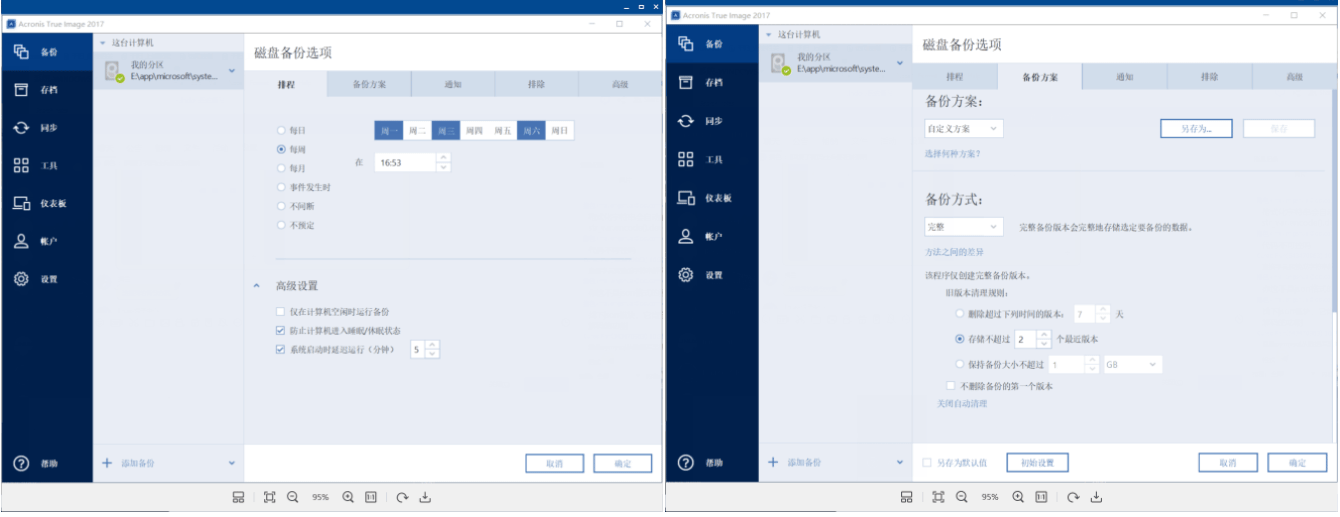 Acronis True Image 2017
备份
存档
同步
工具
仪表板
帐户
设置
帮助
这台计算机
我的分区
E:\app\microsoft\syste...
添加备份
磁盘备份选项
排程 备份方案 通知 排除 高级
每日
每周
每月
事件发生时
不间断
不预定
周一 周二 周三 周四 周五 周六 周日
在 16:53
高级设置
仅在计算机空闲时运行备份
防止计算机进入睡眠/休眠状态
系统启动时延迟运行（分钟） 5
取消 确定
95% 1:1
Acronis True Image 2017
备份
存档
同步
工具
仪表板
帐户
设置
帮助
这台计算机
我的分区
E:\app\microsoft\syste...
添加备份
磁盘备份选项
排程 备份方案 通知 排除 高级
备份方案：
自定义方案 另存为... 保存
选择何种方案？
备份方式：
完整 完整备份版本会完整地存储选定要备份的数据。
方法之间的差异
该程序仅创建完整备份版本。
旧版本清理规则：
删除超过下列时间的版本： 7 天
存储不超过 2 个最近版本
保持备份大小不超过 1 GB
不删除备份的第一个版本
关闭自动清理
另存为默认值 初始设置 取消 确定
95% 1:1